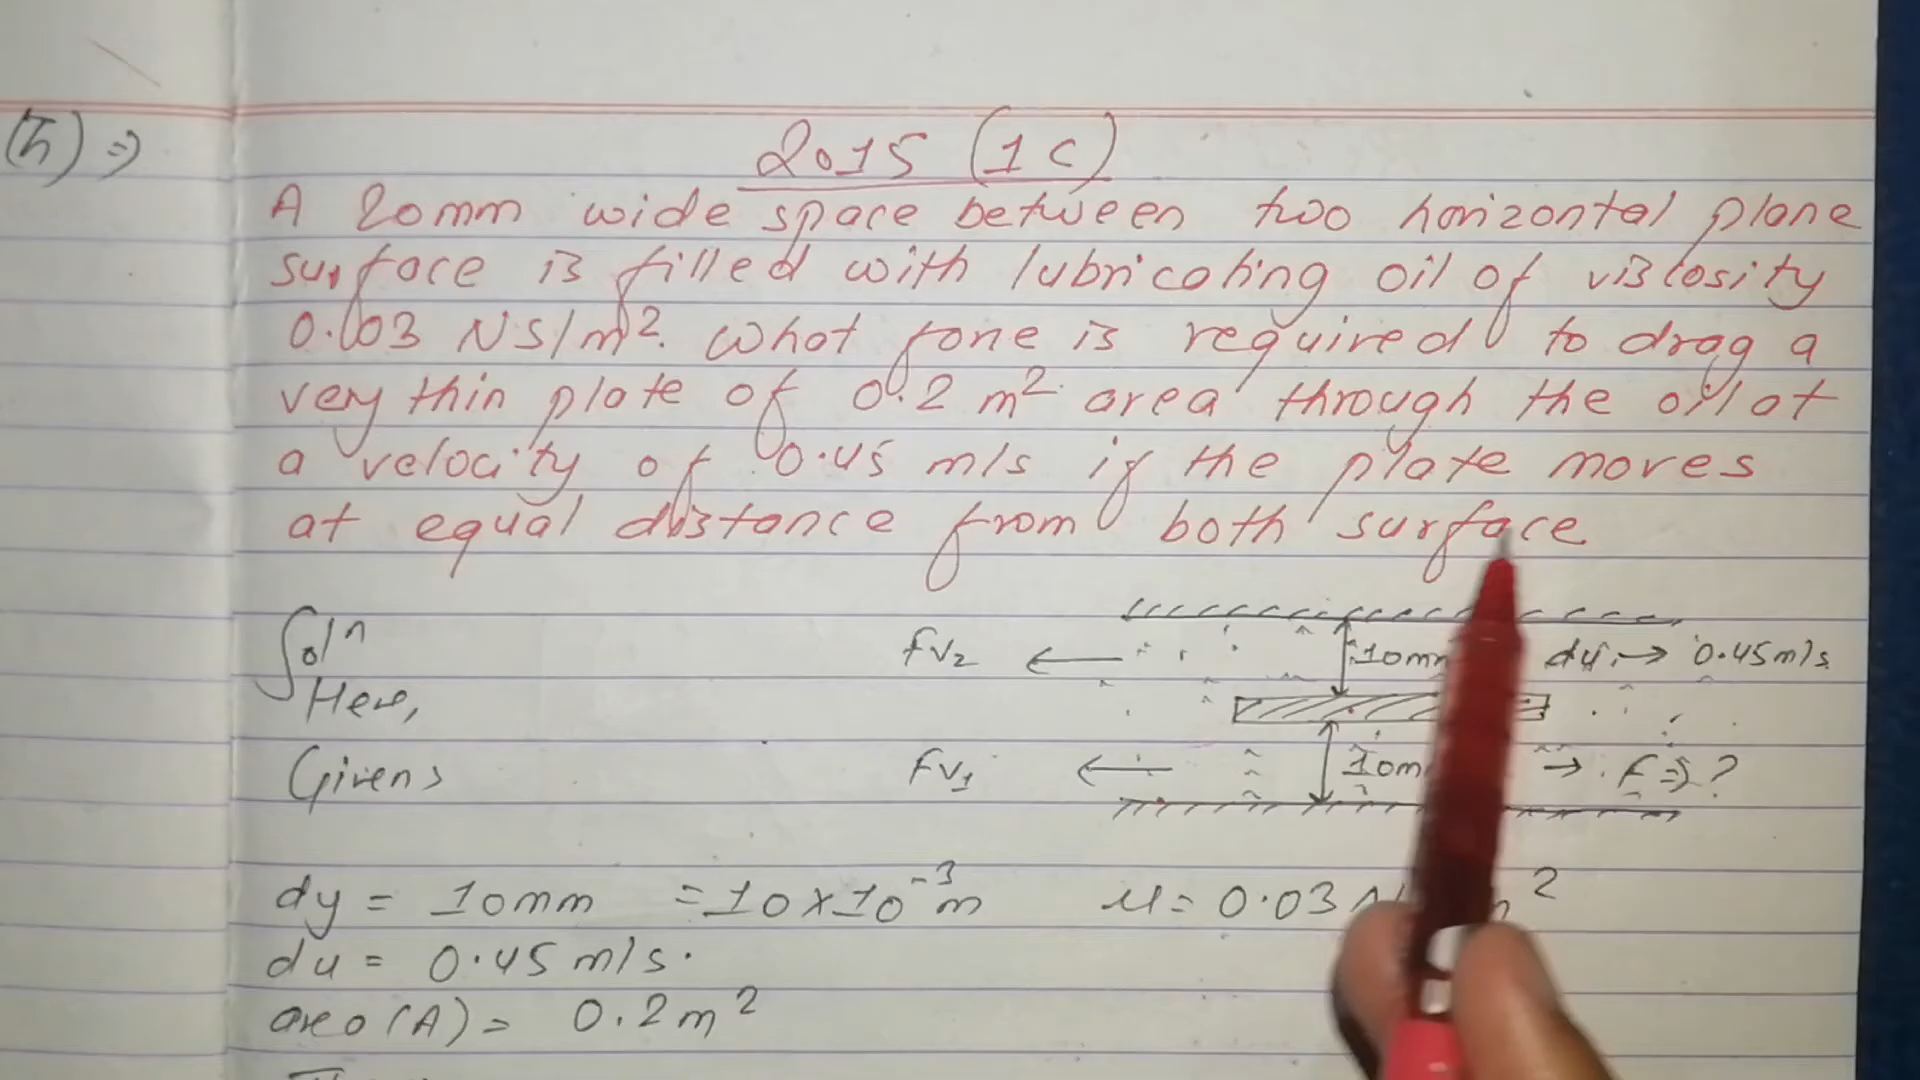 (ħ) ⇒
2015 (1c)
A 20mm wide space between two horizontal plane
surface is filled with lubricating oil of viscosity
0.03 NS/m². What force is required to drag a
very thin plate of 0.2 m² area through the oil at
a velocity of 0.45 m/s if the plate moves
at equal distance from both surface
Solⁿ
Here,
Fv₂ ← 10mm du → 0.45m/s
Given,
Fv₁ ← 10m → F ⇒ ?
dy = 10mm = 10×10⁻³m μ = 0.03
du = 0.45 m/s.
area (A) = 0.2m²